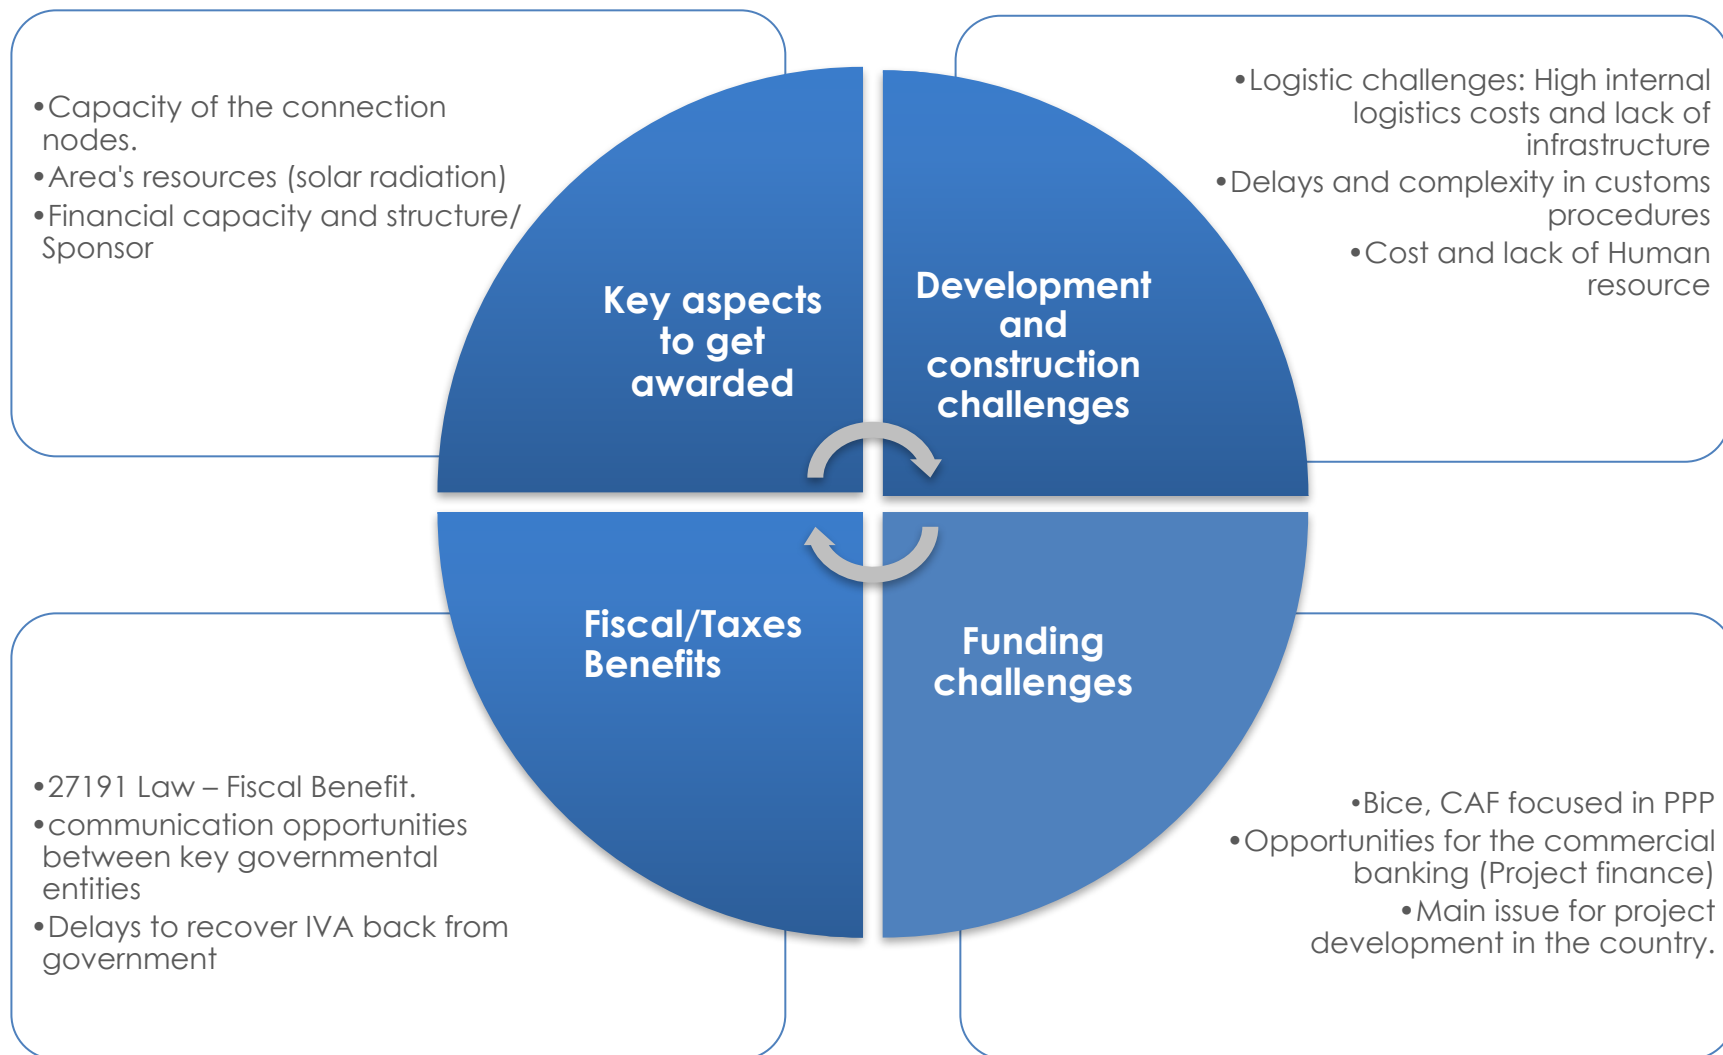 •Capacity of the connection
nodes.
•Area's resources (solar radiation)
•Financial capacity and structure/
Sponsor
Key aspects
to get
awarded
•Logistic challenges: High internal
logistics costs and lack of
infrastructure
•Delays and complexity in customs
procedures
•Cost and lack of Human
resource
Development
and
construction
challenges
Fiscal/Taxes
Benefits
•27191 Law – Fiscal Benefit.
•communication opportunities
between key governmental
entities
•Delays to recover IVA back from
government
Funding
challenges
•Bice, CAF focused in PPP
•Opportunities for the commercial
banking (Project finance)
•Main issue for project
development in the country.